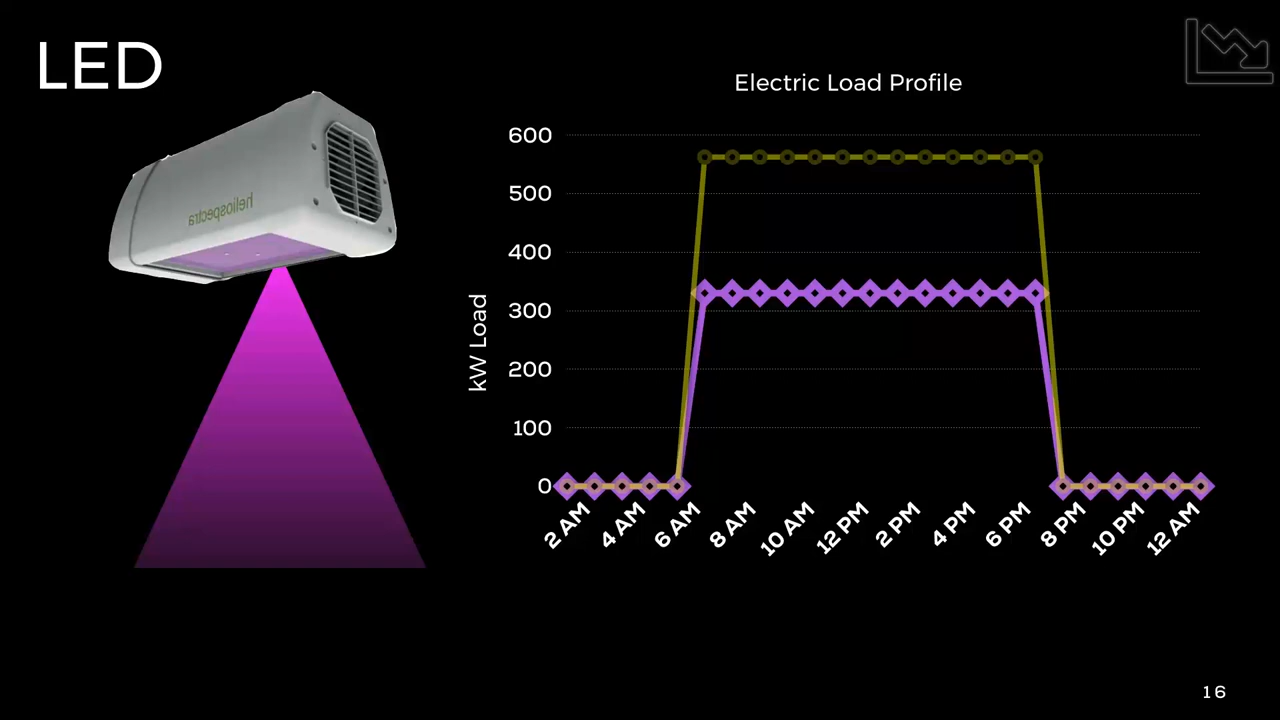 LED
heliospectra
Electric Load Profile
kW Load
600
500
400
300
200
100
0
2 AM
4 AM
6 AM
8 AM
10 AM
12 PM
2 PM
4 PM
6 PM
8 PM
10 PM
12 AM
16